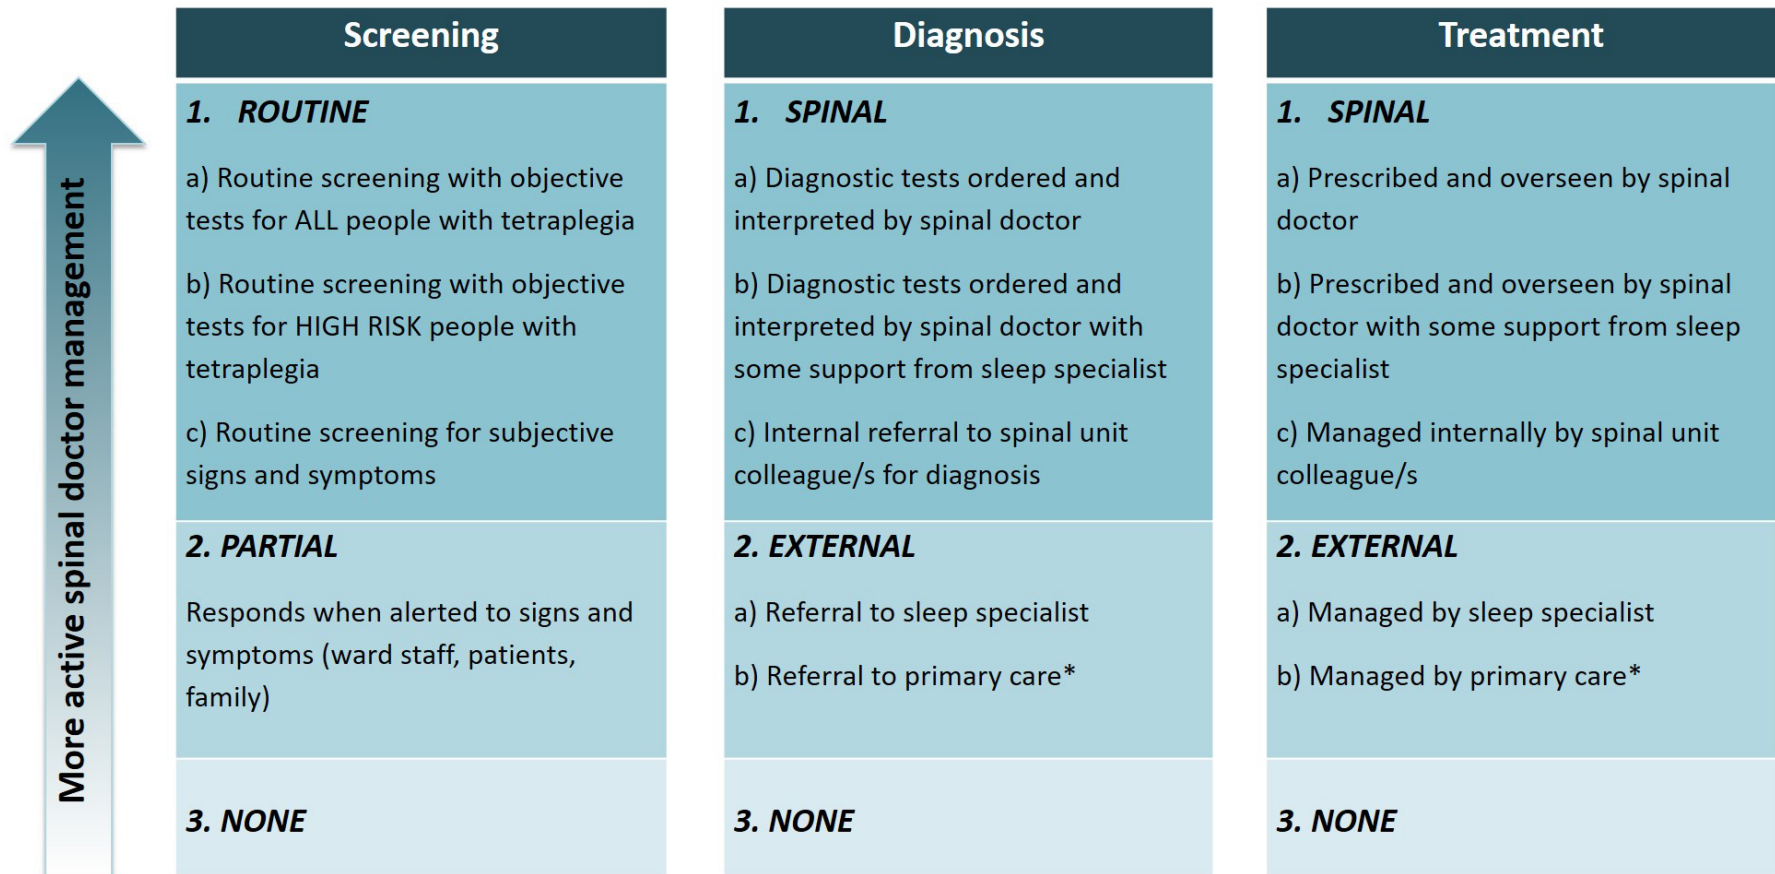 More active spinal doctor management
Screening
1. ROUTINE
a) Routine screening with objective
tests for ALL people with tetraplegia
b) Routine screening with objective
tests for HIGH RISK people with
tetraplegia
c) Routine screening for subjective
signs and symptoms
2. PARTIAL
Responds when alerted to signs and
symptoms (ward staff, patients,
family)
3. NONE
Diagnosis
1. SPINAL
a) Diagnostic tests ordered and
interpreted by spinal doctor
b) Diagnostic tests ordered and
interpreted by spinal doctor with
some support from sleep specialist
c) Internal referral to spinal unit
colleague/s for diagnosis
2. EXTERNAL
a) Referral to sleep specialist
b) Referral to primary care*
3. NONE
Treatment
1. SPINAL
a) Prescribed and overseen by spinal
doctor
b) Prescribed and overseen by spinal
doctor with some support from sleep
specialist
c) Managed internally by spinal unit
colleague/s
2. EXTERNAL
a) Managed by sleep specialist
b) Managed by primary care*
3. NONE